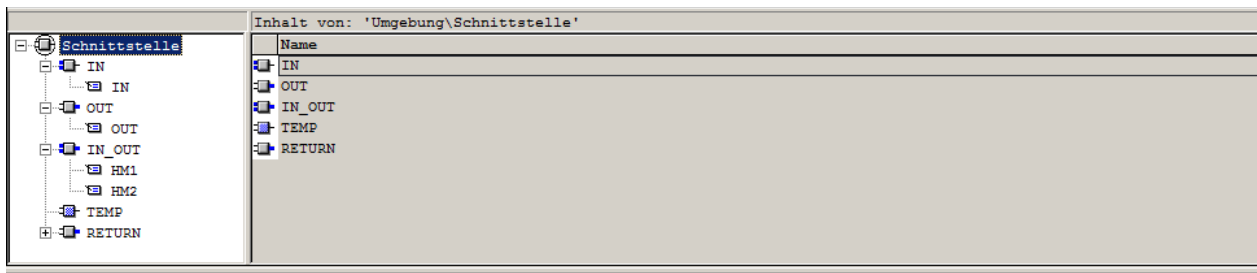 Inhalt von: 'Umgebung\Schnittstelle'
Schnittstelle
IN
IN
OUT
OUT
IN_OUT
HM1
HM2
TEMP
RETURN
Name
IN
OUT
IN_OUT
TEMP
RETURN